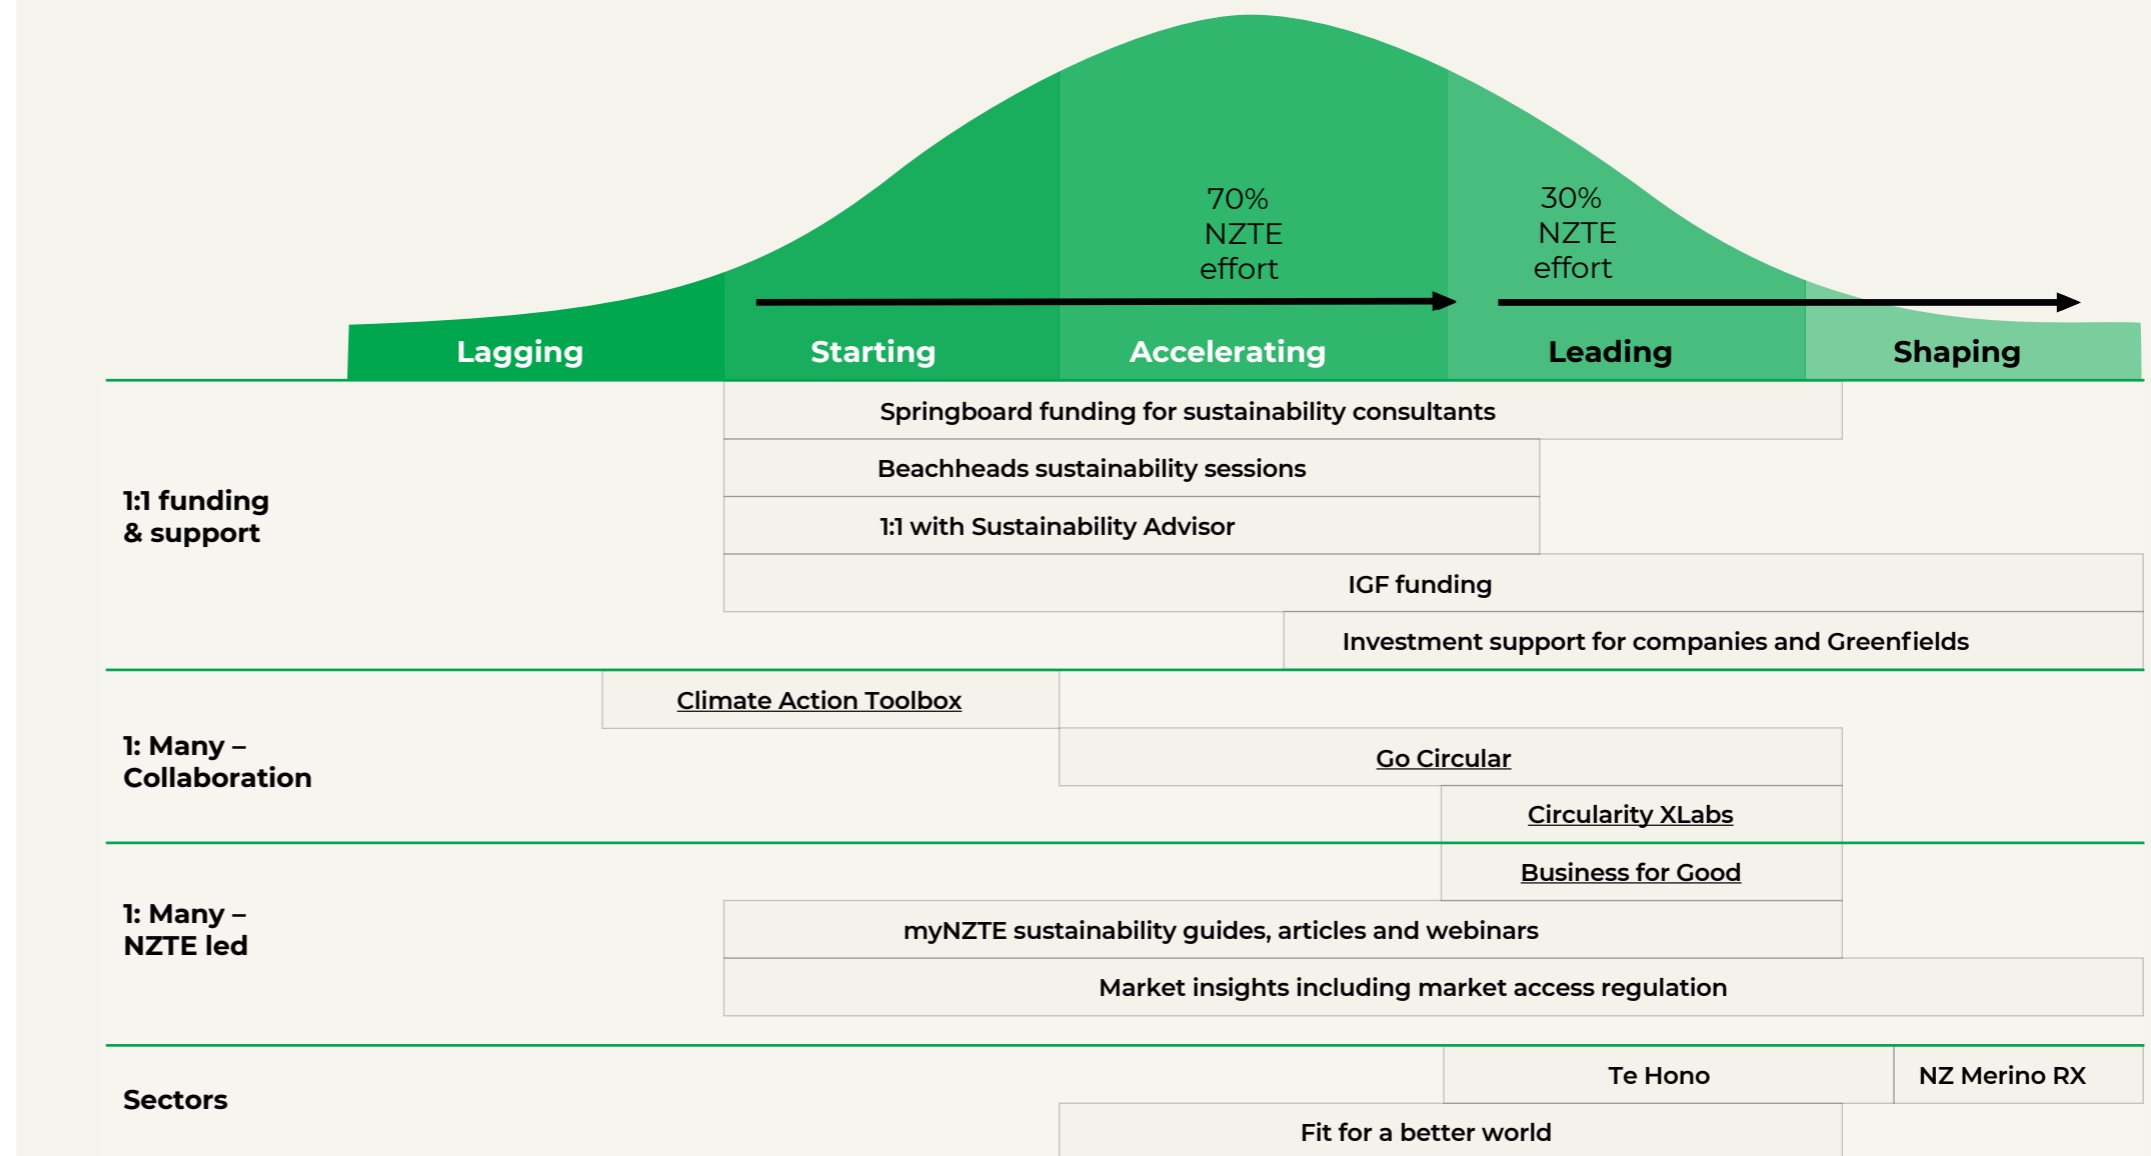 70%
NZTE
effort
30%
NZTE
effort
Lagging
Starting
Accelerating
Leading
Shaping
1:1 funding
& support
Springboard funding for sustainability consultants
Beachheads sustainability sessions
1:1 with Sustainability Advisor
IGF funding
Investment support for companies and Greenfields
1: Many –
Collaboration
Climate Action Toolbox
Go Circular
Circularity XLabs
1: Many –
NZTE led
Business for Good
myNZTE sustainability guides, articles and webinars
Market insights including market access regulation
Sectors
Te Hono
NZ Merino RX
Fit for a better world